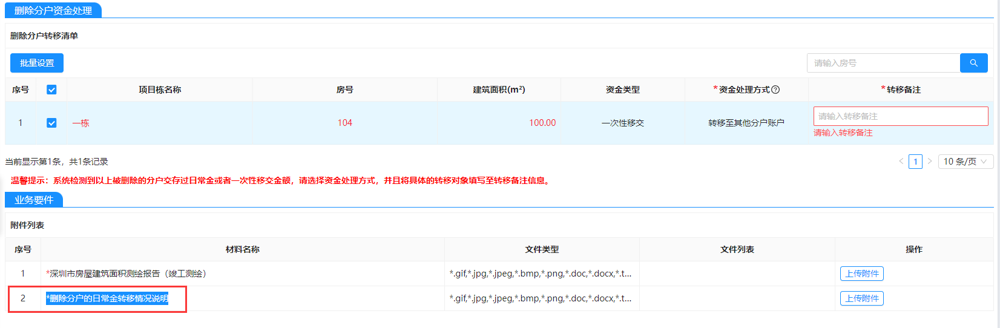 删除分户资金处理
删除分户转移清单
批量设置
请输入房号
序号 项目栋名称 房号 建筑面积(m²) 资金类型 *资金处理方式 *转移备注
1 一栋 104 100.00 一次性移交 转移至其他分户账户 请输入转移备注
请输入转移备注
当前显示第1条，共1条记录
1
10 条/页
温馨提示：系统检测到以上被删除的分户交存过日常金或者一次性移交金额，请选择资金处理方式，并且将具体的转移对象填写至转移备注信息。
业务要件
附件列表
序号 材料名称 文件类型 文件列表 操作
1 *深圳市房屋建筑面积测绘报告（竣工测绘） *.gif,*.jpg,*.jpeg,*.bmp,*.png,*.doc,*.docx,*.t... 上传附件
2 *删除分户的日常金转移情况说明 *.gif,*.jpg,*.jpeg,*.bmp,*.png,*.doc,*.docx,*.t... 上传附件